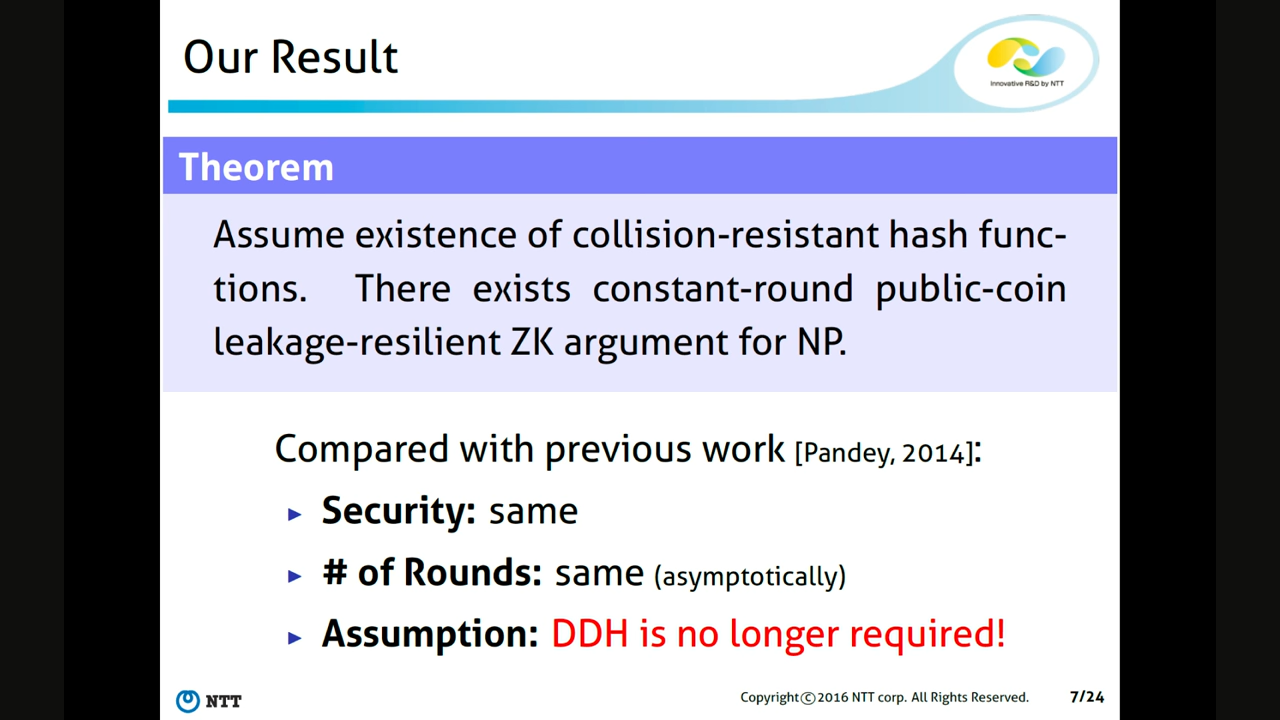 Our Result
Innovative R&D by NTT
Theorem
Assume existence of collision-resistant hash func-
tions. There exists constant-round public-coin
leakage-resilient ZK argument for NP.
Compared with previous work [Pandey, 2014]:
▶ Security: same
▶ # of Rounds: same (asymptotically)
▶ Assumption: DDH is no longer required!
NTT
Copyright©2016 NTT corp. All Rights Reserved.
7/24